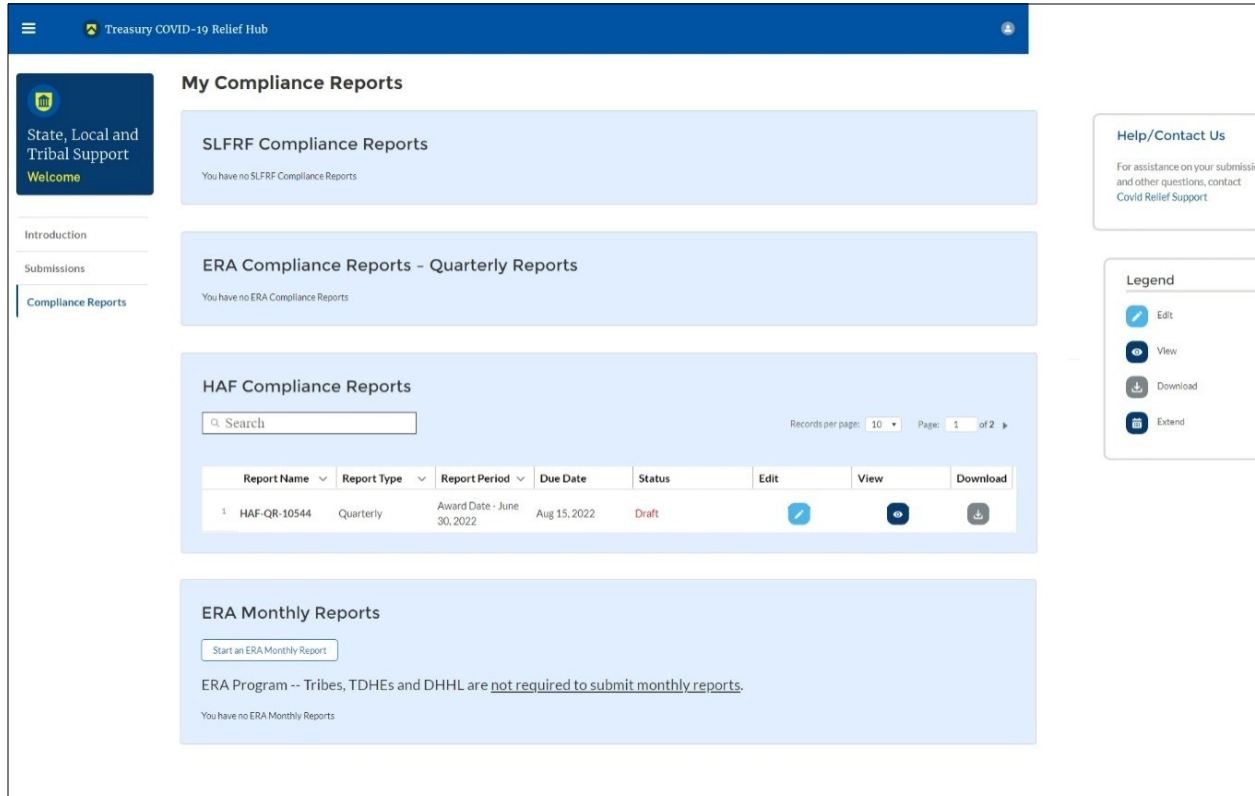 Treasury COVID-19 Relief Hub
State, Local and
Tribal Support
Welcome
Introduction
Submissions
Compliance Reports
My Compliance Reports
SLFRF Compliance Reports
You have no SLFRF Compliance Reports
ERA Compliance Reports – Quarterly Reports
You have no ERA Compliance Reports
HAF Compliance Reports
Search
Records per page: 10 Page: 1 of 2
Report Name Report Type Report Period Due Date Status Edit View Download
1 HAF-QR-10544 Quarterly Award Date - June Aug 15, 2022 Draft
30, 2022
ERA Monthly Reports
Start an ERA Monthly Report
ERA Program -- Tribes, TDHEs and DHHL are not required to submit monthly reports.
You have no ERA Monthly Reports
Help/Contact Us
For assistance on your submissi
and other questions, contact
Covid Relief Support
Legend
Edit
View
Download
Extend